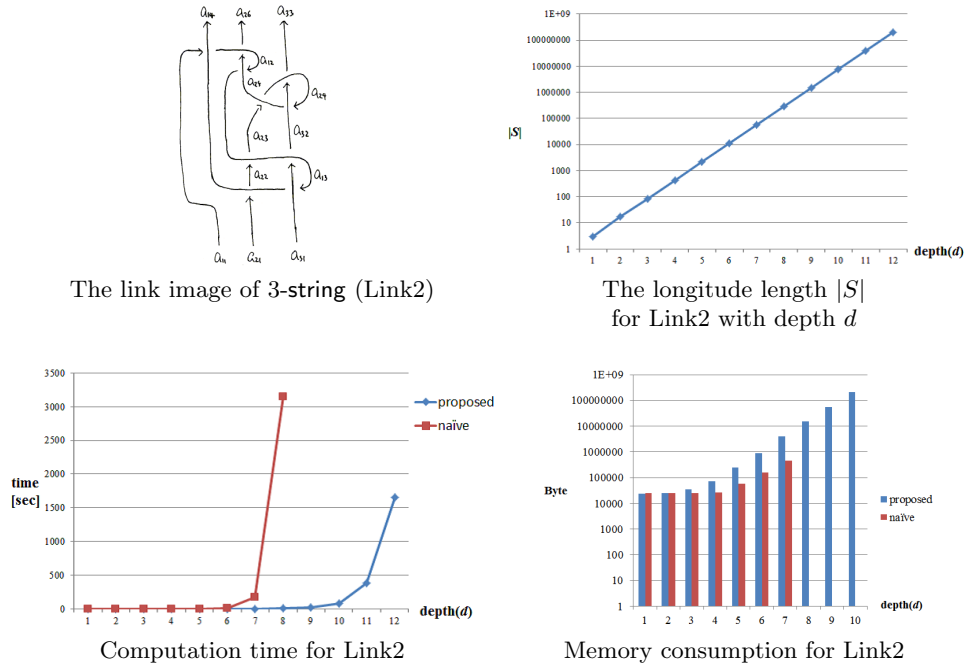 a14 a26 a33
a12
a24
a29
a23 a32
a22 a13
a11 a21 a31
The link image of 3-string (Link2)
1E+09
100000000
10000000
1000000
100000
|S|
10000
1000
100
10
1
depth(d)
1 2 3 4 5 6 7 8 9 10 11 12
The longitude length |S|
for Link2 with depth d
3500
3000
2500
2000
time
[sec]
1500
1000
500
0
depth(d)
1 2 3 4 5 6 7 8 9 10 11 12
proposed
naïve
Computation time for Link2
1E+09
100000000
10000000
1000000
100000
Byte
10000
1000
100
10
1
depth(d)
1 2 3 4 5 6 7 8 9 10
proposed
naïve
Memory consumption for Link2